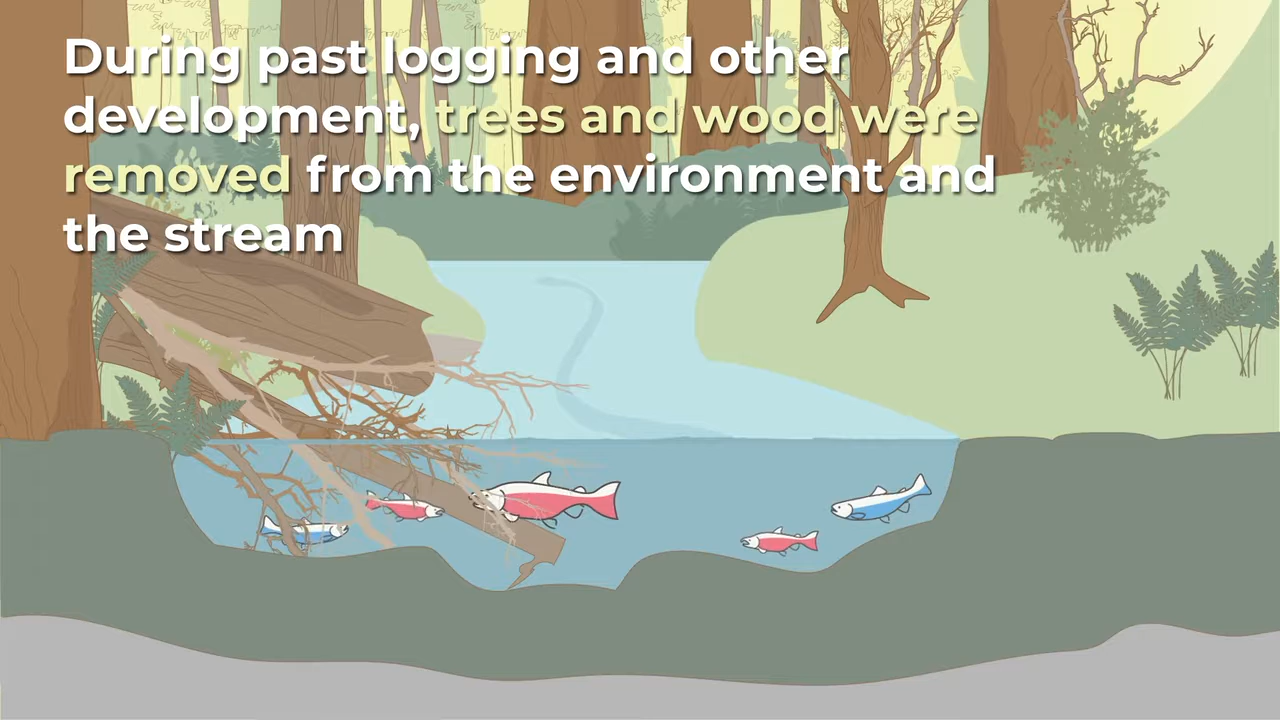 During past logging and other
development, trees and wood were
removed from the environment and
the stream